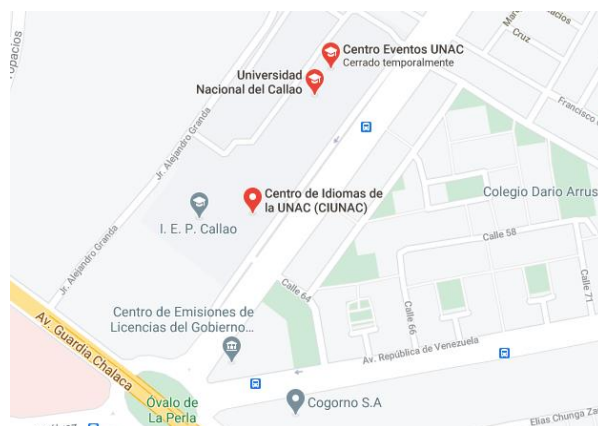 Centro Eventos UNAC
Cerrado temporalmente
Universidad
Nacional del Callao
Cruz
Francisco
Jr. Alejandro Granda
Centro de Idiomas de
la UNAC (CIUNAC)
Colegio Dario Arrus
I. E. P. Callao
Calle 58
Jr. Alejandro Granda
Calle 64
Calle 66
Calle 71
Centro de Emisiones de
Licencias del Gobierno...
Av. Guardia Chalaca
Av. República de Venezuela
Óvalo de
La Perla
Cogorno S.A
Elias Chunga Za